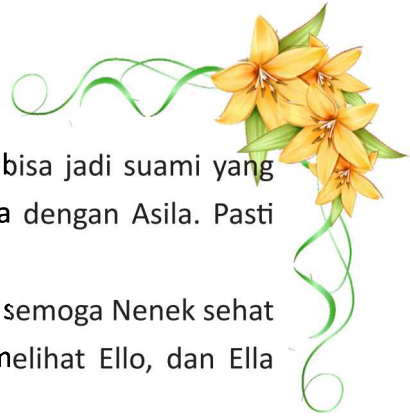 bisa jadi suami yang
dengan Asila. Pasti
semoga Nenek sehat
melihat Ello, dan Ella